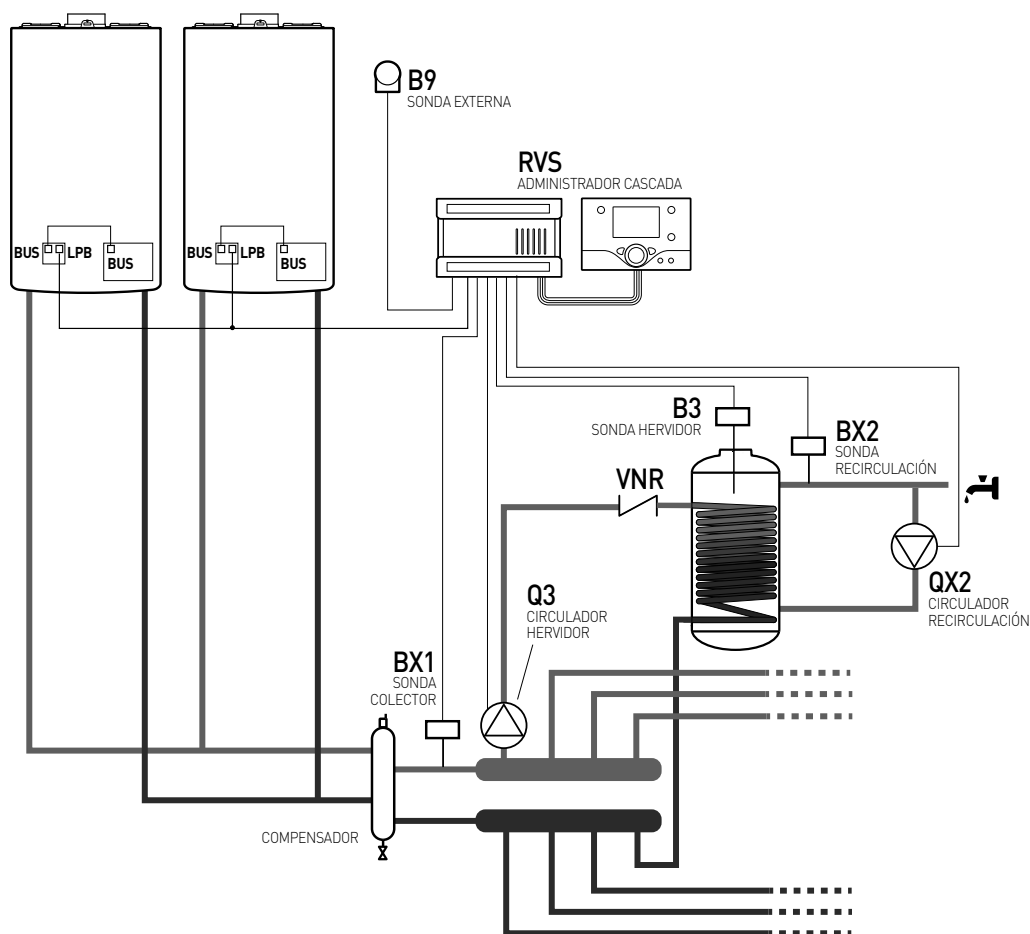 B9
SONDA EXTERNA
RVS
ADMINISTRADOR CASCADA
BUS
LPB
BUS
BUS
LPB
BUS
B3
SONDA HERVIDOR
BX2
SONDA
RECIRCULACIÓN
VNR
Q3
CIRCULADOR
HERVIDOR
QX2
CIRCULADOR
RECIRCULACIÓN
BX1
SONDA
COLECTOR
COMPENSADOR